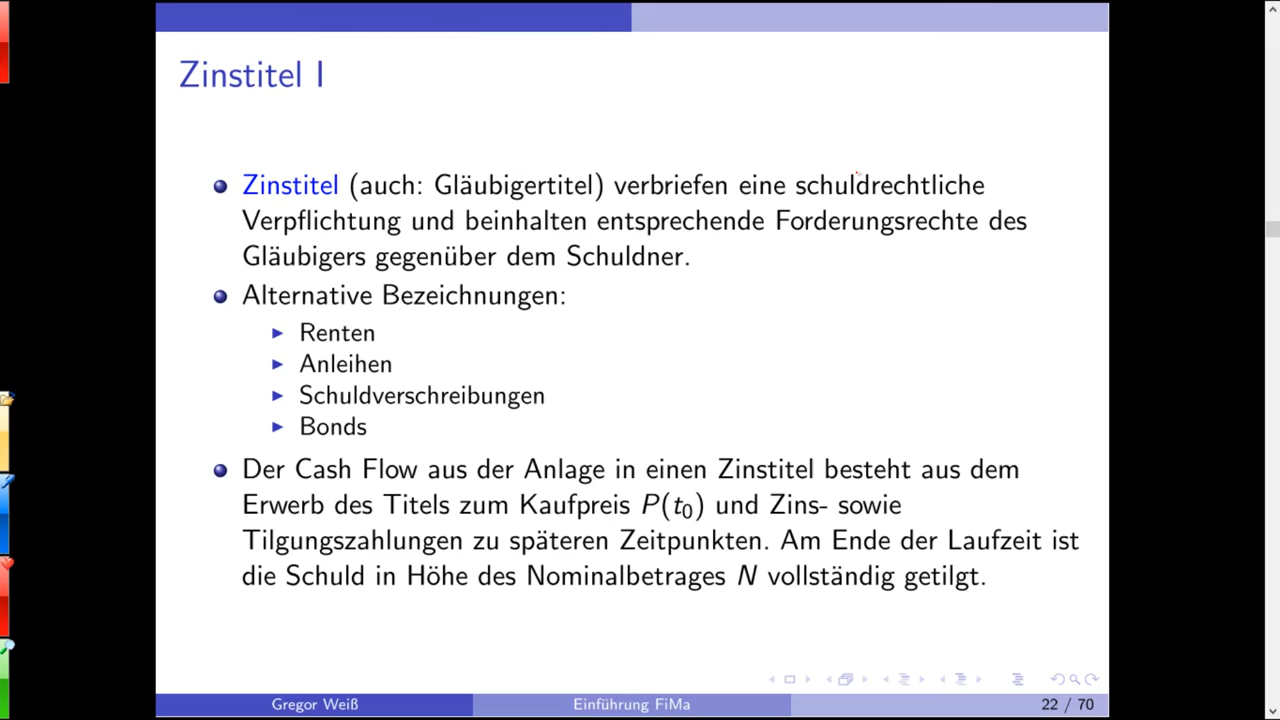 Zinstitel I
Zinstitel (auch: Gläubigertitel) verbriefen eine schuldrechtliche
Verpflichtung und beinhalten entsprechende Forderungsrechte des
Gläubigers gegenüber dem Schuldner.
Alternative Bezeichnungen:
Renten
Anleihen
Schuldverschreibungen
Bonds
Der Cash Flow aus der Anlage in einen Zinstitel besteht aus dem
Erwerb des Titels zum Kaufpreis P(t₀) und Zins- sowie
Tilgungszahlungen zu späteren Zeitpunkten. Am Ende der Laufzeit ist
die Schuld in Höhe des Nominalbetrages N vollständig getilgt.
Gregor Weiß Einführung FiMa 22 / 70